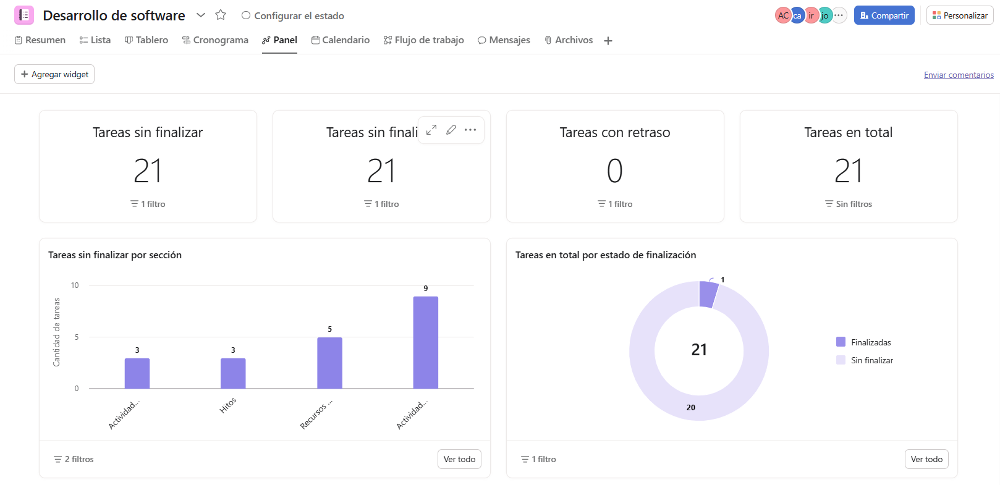 Desarrollo de software
Configurar el estado
AC ca ir jo
Compartir
Personalizar
Resumen Lista Tablero Cronograma Panel Calendario Flujo de trabajo Mensajes Archivos
Agregar widget
Enviar comentarios
Tareas sin finalizar
21
1 filtro
Tareas sin finali
21
1 filtro
Tareas con retraso
0
1 filtro
Tareas en total
21
Sin filtros
Tareas sin finalizar por sección
Cantidad de tareas
10
5
0
3
3
5
9
Actividad...
Hitos
Recursos ...
Actividad...
2 filtros
Ver todo
Tareas en total por estado de finalización
1
21
20
Finalizadas
Sin finalizar
1 filtro
Ver todo